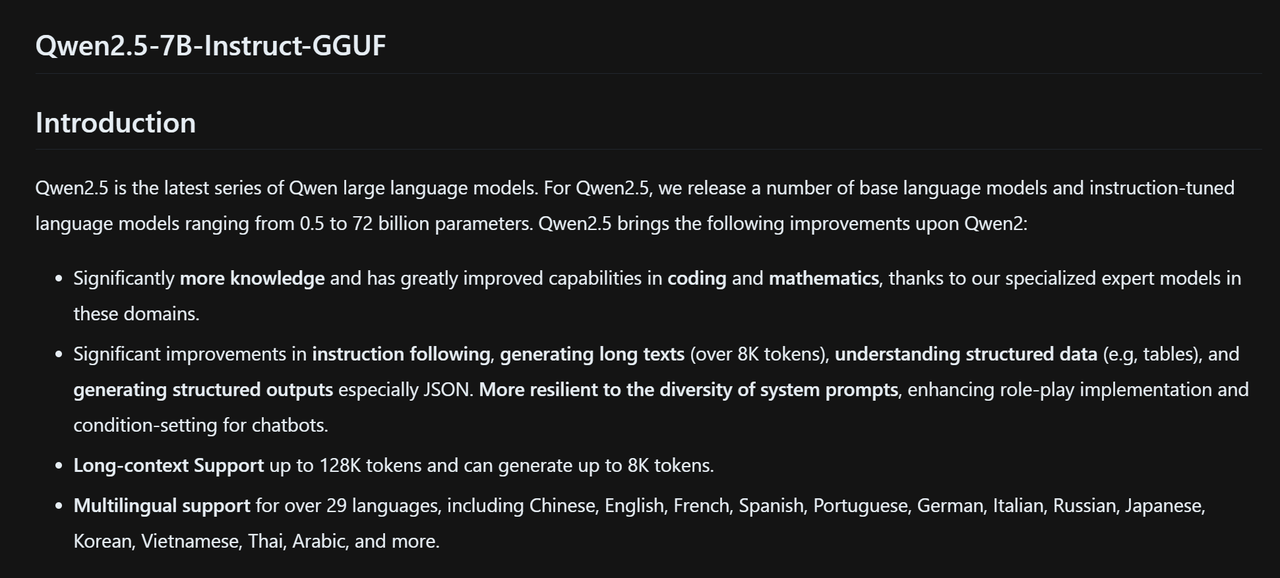 Qwen2.5-7B-Instruct-GGUF
Introduction
Qwen2.5 is the latest series of Qwen large language models. For Qwen2.5, we release a number of base language models and instruction-tuned
language models ranging from 0.5 to 72 billion parameters. Qwen2.5 brings the following improvements upon Qwen2:
• Significantly more knowledge and has greatly improved capabilities in coding and mathematics, thanks to our specialized expert models in
these domains.
• Significant improvements in instruction following, generating long texts (over 8K tokens), understanding structured data (e.g, tables), and
generating structured outputs especially JSON. More resilient to the diversity of system prompts, enhancing role-play implementation and
condition-setting for chatbots.
• Long-context Support up to 128K tokens and can generate up to 8K tokens.
• Multilingual support for over 29 languages, including Chinese, English, French, Spanish, Portuguese, German, Italian, Russian, Japanese,
Korean, Vietnamese, Thai, Arabic, and more.